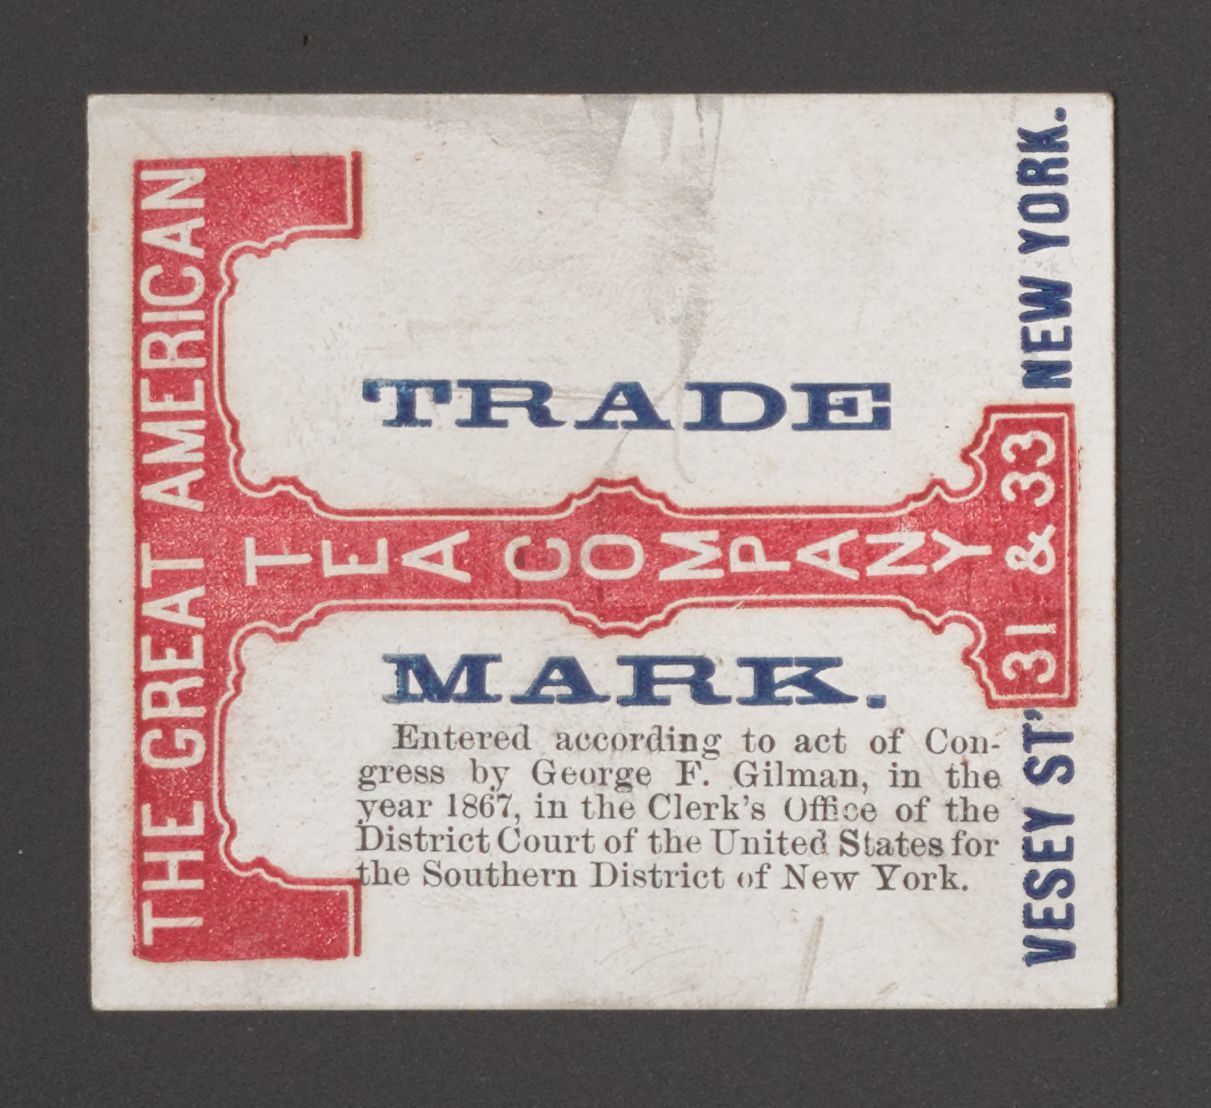 THE GREAT AMERICAN
TEA COMPANY
31 & 33
VESEY ST' NEW YORK.
TRADE
MARK.
Entered according to act of Con-
gress by George F. Gilman, in the
year 1867, in the Clerk's Office of the
District Court of the United States for
the Southern District of New York.